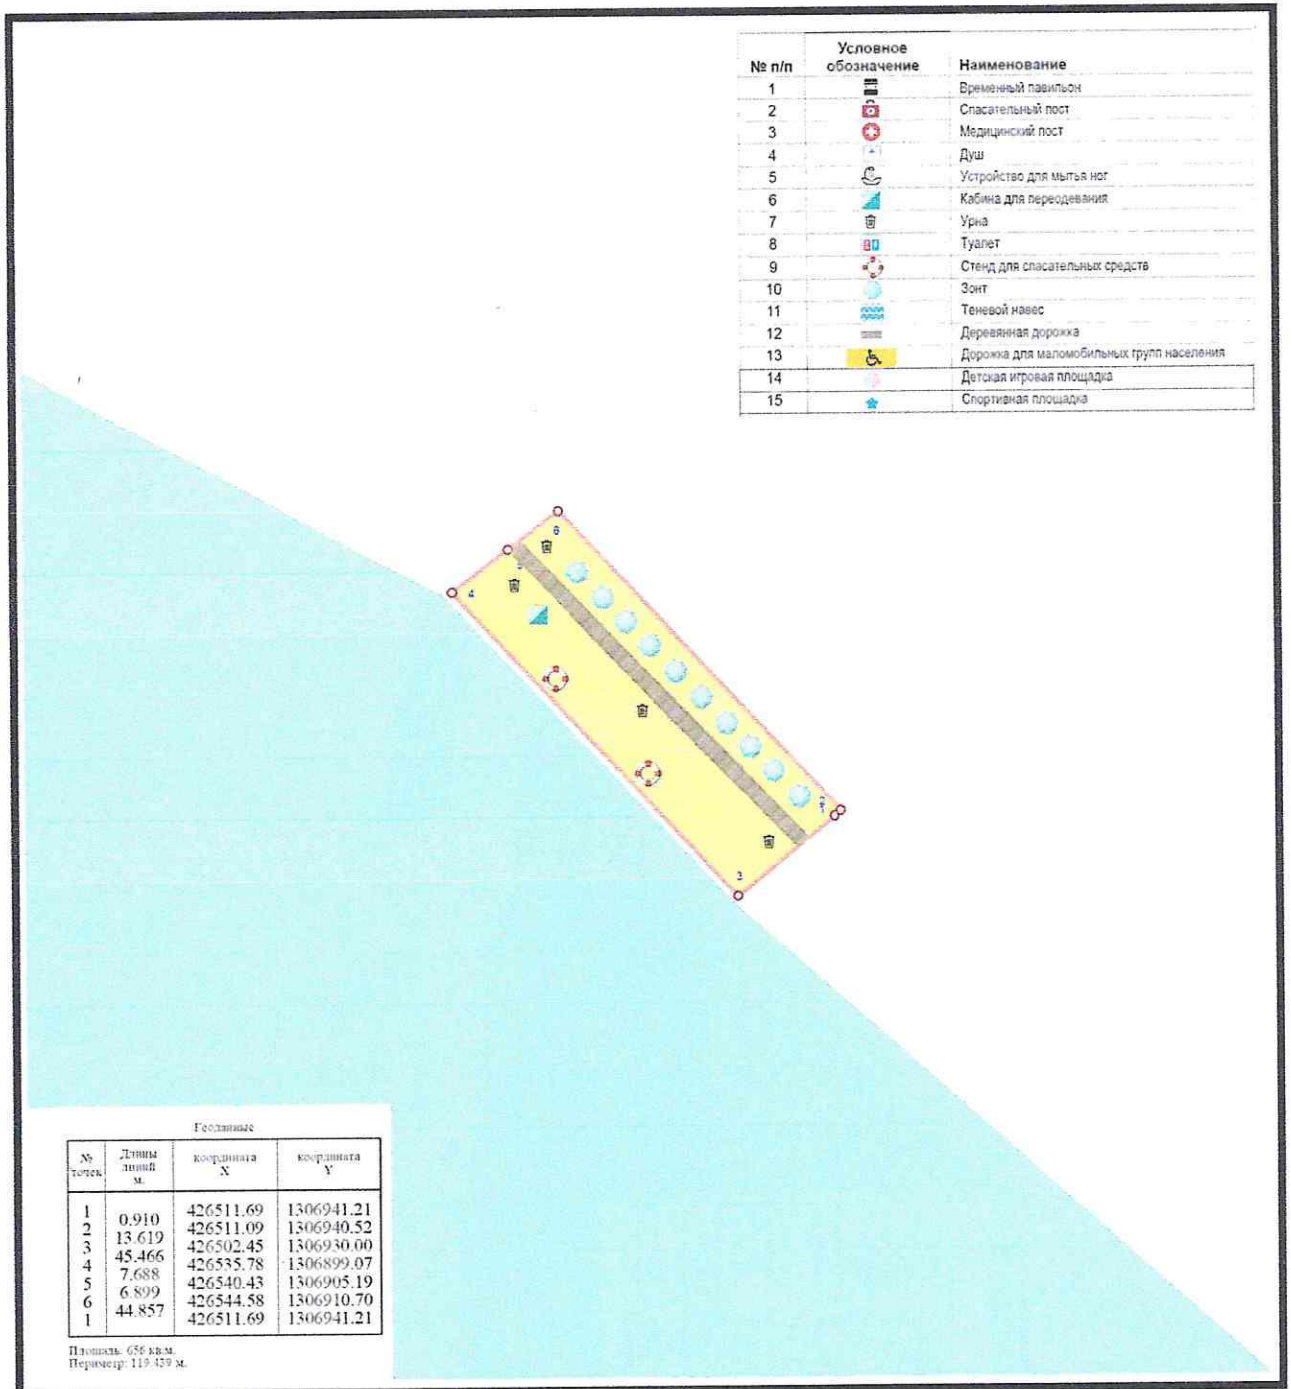 № п/п Условное обозначение Наименование
1 Временный павильон
2 Спасательный пост
3 Медицинский пост
4 Душ
5 Устройство для мытья ног
6 Кабина для переодевания
7 Урна
8 Туалет
9 Стенд для спасательных средств
10 Зонт
11 Теневой навес
12 Деревянная дорожка
13 Дорожка для маломобильных групп населения
14 Детская игровая площадка
15 Спортивная площадка
6
5
4
2
1
3
Геоданные
№ точек Длины линий м. координата X координата Y
1 426511.69 1306941.21
0.910
2 426511.09 1306940.52
13.619
3 426502.45 1306930.00
45.466
4 426535.78 1306899.07
7.688
5 426540.43 1306905.19
6.899
6 426544.58 1306910.70
44.857
1 426511.69 1306941.21
Площадь: 656 кв.м.
Периметр: 119.439 м.